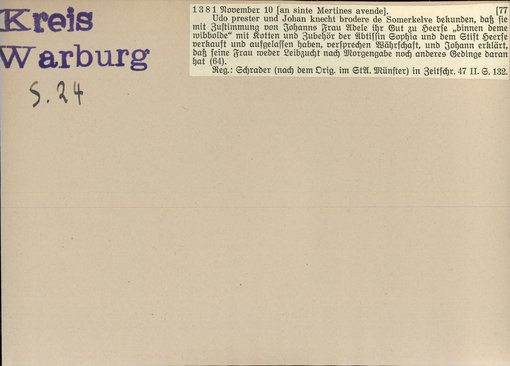 Kreis
Warburg
S. 24
1381 November 10 [an sinte Mertines avende]. [77
Udo prester und Johan knecht brodere de Somerkelve bekunden, daß sie
mit Zustimmung von Johanns Frau Adele ihr Gut zu Heerse „binnen deme
wibbolde" mit Kotten und Zubehör der Äbtissin Sophia und dem Stift Heerse
verkauft und aufgelassen haben, versprechen Währschaft, und Johann erklärt,
daß seine Frau weder Leibzucht nach Morgengabe noch anderes Gedinge daran
hat (64).
Reg.: Schrader (nach dem Orig. im StA. Münster) in Zeitschr. 47 II. S. 132.